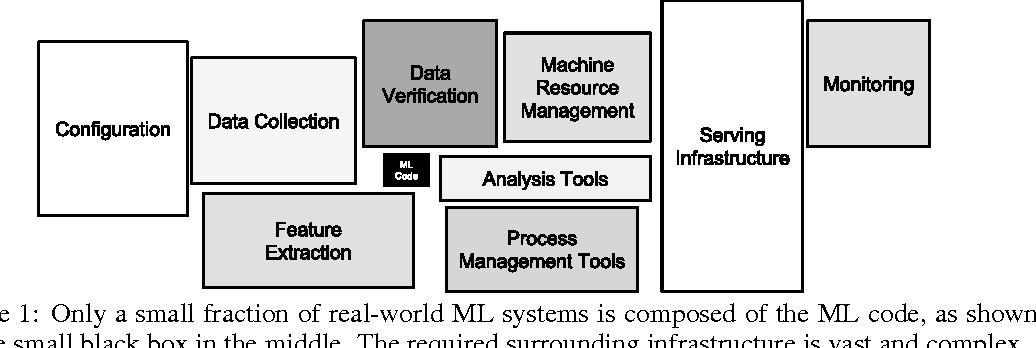 Configuration
Data Collection
Data
Verification
Machine
Resource
Management
Serving
Infrastructure
Monitoring
ML
Code
Analysis Tools
Feature
Extraction
Process
Management Tools
e 1: Only a small fraction of real-world ML systems is composed of the ML code, as shown
e small black box in the middle. The required surrounding infrastructure is vast and complex.